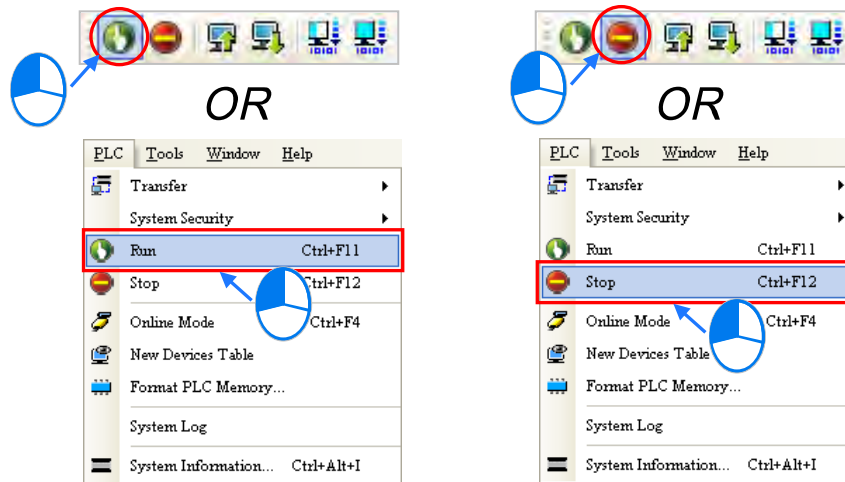 OR
PLC Tools Window Help
Transfer
System Security
Run Ctrl+F11
Stop Ctrl+F12
Online Mode Ctrl+F4
New Devices Table
Format PLC Memory...
System Log
System Information... Ctrl+Alt+I
OR
PLC Tools Window Help
Transfer
System Security
Run Ctrl+F11
Stop Ctrl+F12
Online Mode Ctrl+F4
New Devices Table
Format PLC Memory...
System Log
System Information... Ctrl+Alt+I